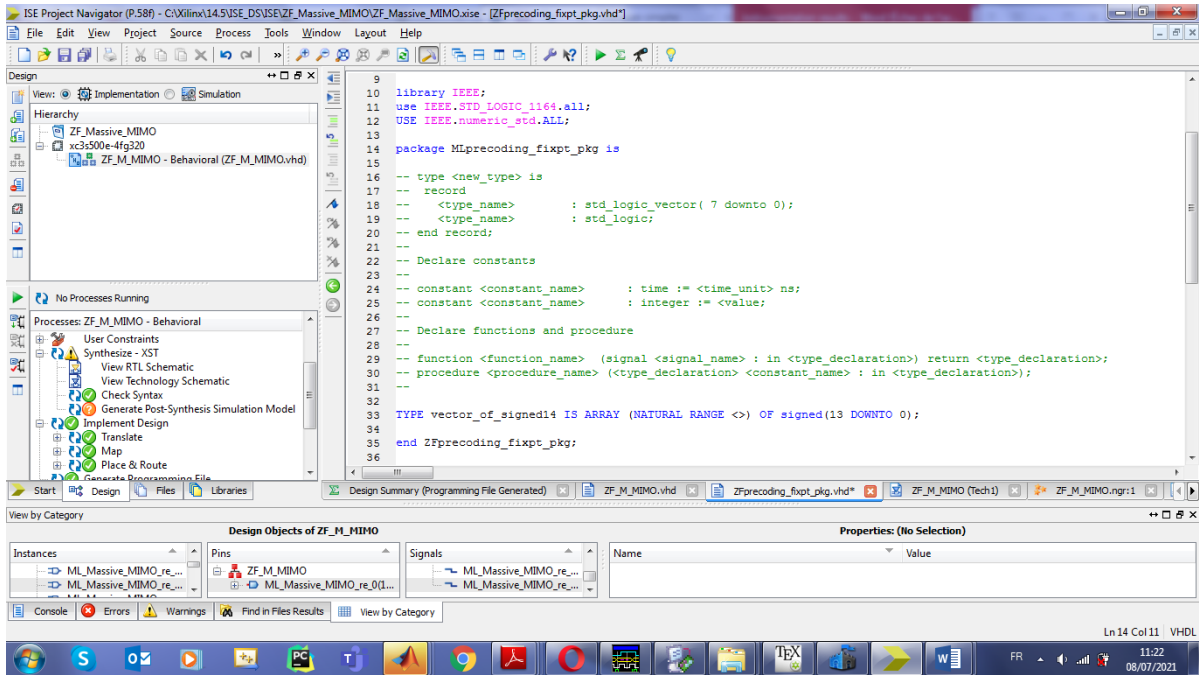 ISE Project Navigator (P.58f) - C:\Xilinx\14.5\ISE_DS\ISE\ZF_Massive_MIMO\ZF_Massive_MIMO.xise - [ZFprecoding_fixpt_pkg.vhd*]
File Edit View Project Source Process Tools Window Layout Help
Design
View: Implementation Simulation
Hierarchy
ZF_Massive_MIMO
xc3s500e-4fg320
ZF_M_MIMO - Behavioral (ZF_M_MIMO.vhd)
No Processes Running
Processes: ZF_M_MIMO - Behavioral
User Constraints
Synthesize - XST
View RTL Schematic
View Technology Schematic
Check Syntax
Generate Post-Synthesis Simulation Model
Implement Design
Translate
Map
Place & Route
Generate Programming File
Start Design Files Libraries
9
10 library IEEE;
11 use IEEE.STD_LOGIC_1164.all;
12 USE IEEE.numeric_std.ALL;
13
14 package MLprecoding_fixpt_pkg is
15
16 -- type <new_type> is
17 -- record
18 -- <type_name> : std_logic_vector( 7 downto 0);
19 -- <type_name> : std_logic;
20 -- end record;
21 --
22 -- Declare constants
23 --
24 -- constant <constant_name> : time := <time_unit> ns;
25 -- constant <constant_name> : integer := <value;
26 --
27 -- Declare functions and procedure
28 --
29 -- function <function_name> (signal <signal_name> : in <type_declaration>) return <type_declaration>;
30 -- procedure <procedure_name> (<type_declaration> <constant_name> : in <type_declaration>);
31 --
32
33 TYPE vector_of_signed14 IS ARRAY (NATURAL RANGE <>) OF signed(13 DOWNTO 0);
34
35 end ZFprecoding_fixpt_pkg;
36
Design Summary (Programming File Generated) ZF_M_MIMO.vhd ZFprecoding_fixpt_pkg.vhd* ZF_M_MIMO (Tech1) ZF_M_MIMO.ngr:1
View by Category
Design Objects of ZF_M_MIMO Properties: (No Selection)
Instances Pins Signals Name Value
ML_Massive_MIMO_re_... ZF_M_MIMO ML_Massive_MIMO_re_...
ML_Massive_MIMO_re_... ML_Massive_MIMO_re_0(1... ML_Massive_MIMO_re_...
Console Errors Warnings Find in Files Results View by Category
Ln 14 Col 11 VHDL
FR 11:22
08/07/2021